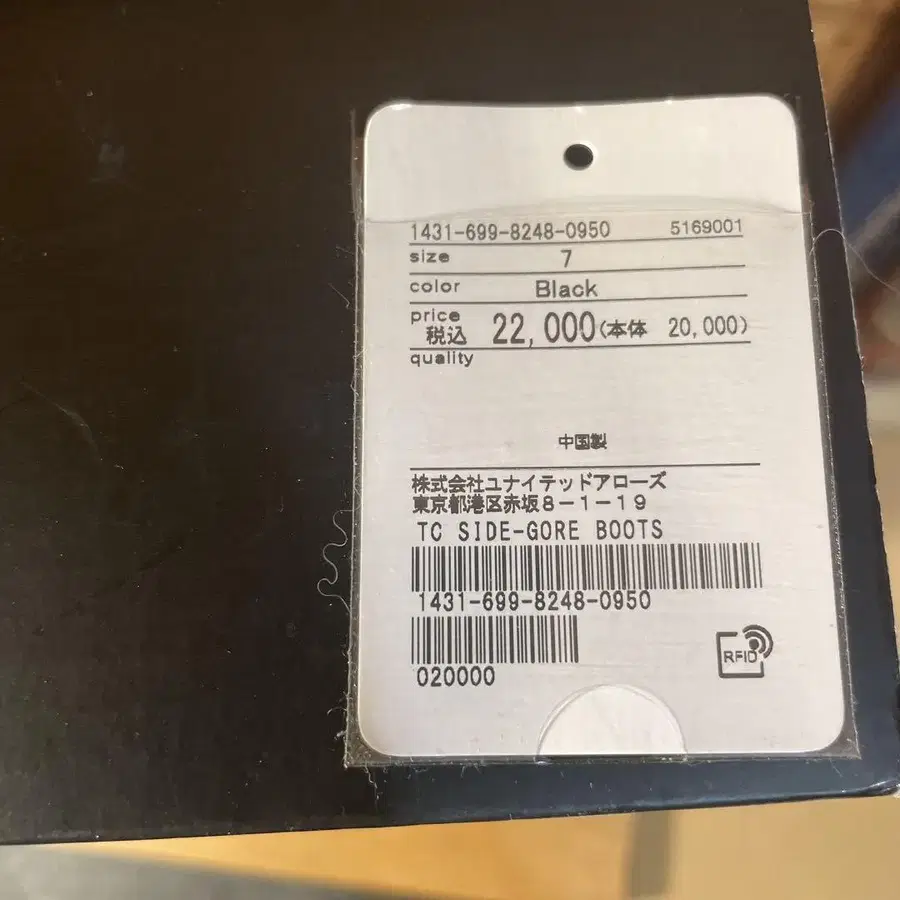 1431-699-8248-0950 5169001
size 7
color Black
price
税込 22,000(本体 20,000)
quality
中国製
株式会社ユナイテッドアローズ
東京都港区赤坂8-1-19
TC SIDE-GORE BOOTS
1431-699-8248-0950
020000
RFID